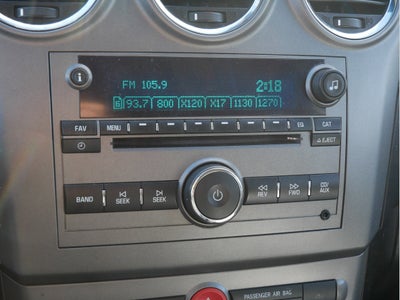 i
FM 105.9 2:18
B 93.7 800 X120 X17 1130 1270
FAV MENU EQ CAT
EJECT
BAND SEEK SEEK REV FWD AUX
PASSENGER AIR BAG